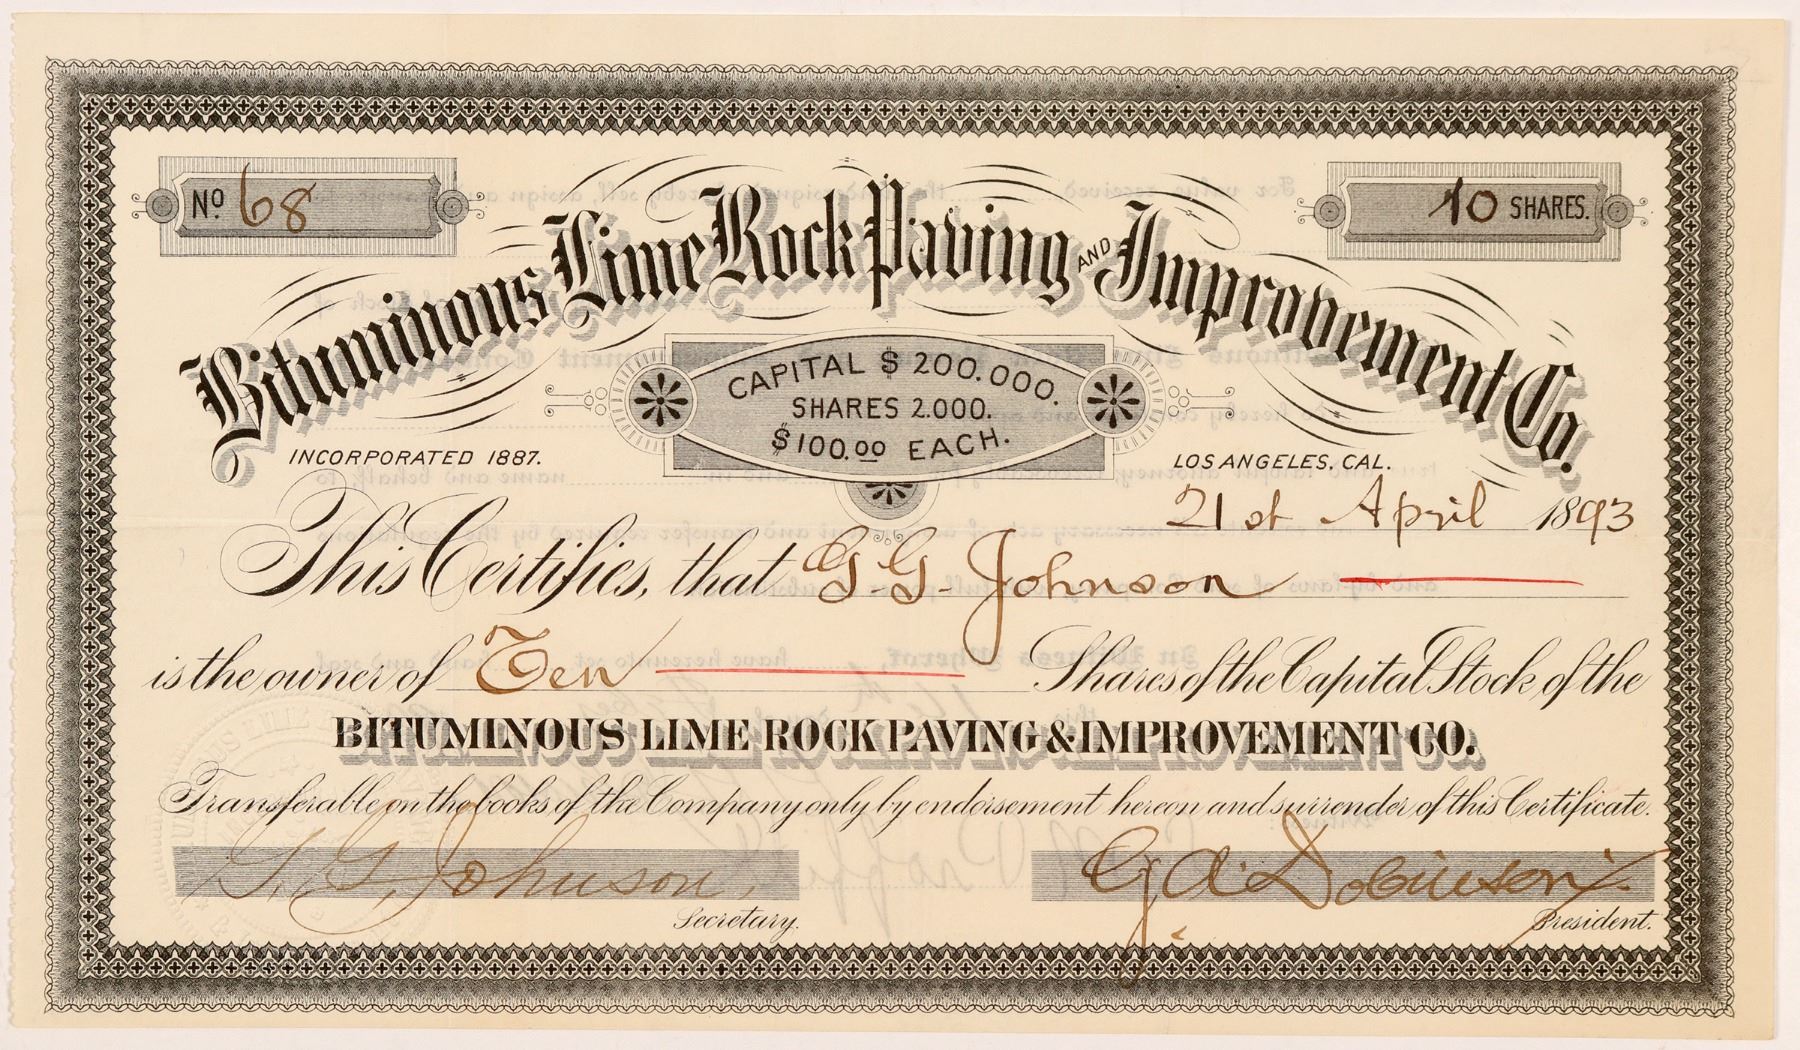 No 68
10 SHARES.
Bituminous Lime Rock Paving AND Improvement Co.
CAPITAL $200.000.
SHARES 2.000.
$100.00 EACH.
INCORPORATED 1887.
LOS ANGELES, CAL.
21st April 1893
This Certifies, that G. G. Johnson
is the owner of Ten Shares of the Capital Stock of the
BITUMINOUS LIME ROCK PAVING & IMPROVEMENT CO.
Transferable on the books of the Company only by endorsement hereon and surrender of this Certificate.
G. G. Johnson, G. A. Dobinson
Secretary. President.